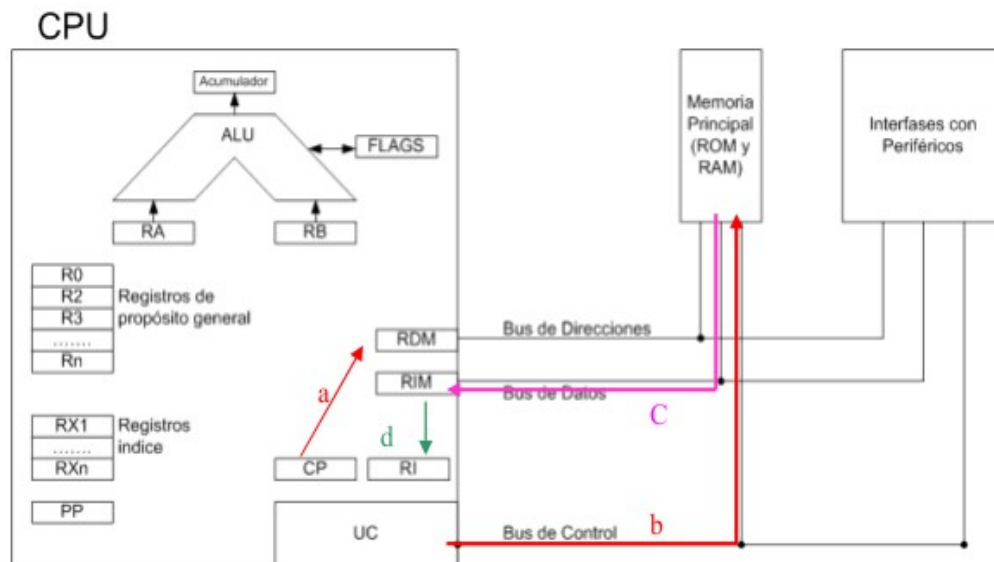 CPU
Acumulador
ALU
FLAGS
RA
RB
R0
R2
R3
.......
Rn
Registros de
propósito general
RX1
.......
RXn
Registros
indice
PP
RDM
RIM
a
d
CP
RI
UC
Bus de Direcciones
Bus de Datos
C
Bus de Control
b
Memoria
Principal
(ROM y
RAM)
Interfases con
Periféricos